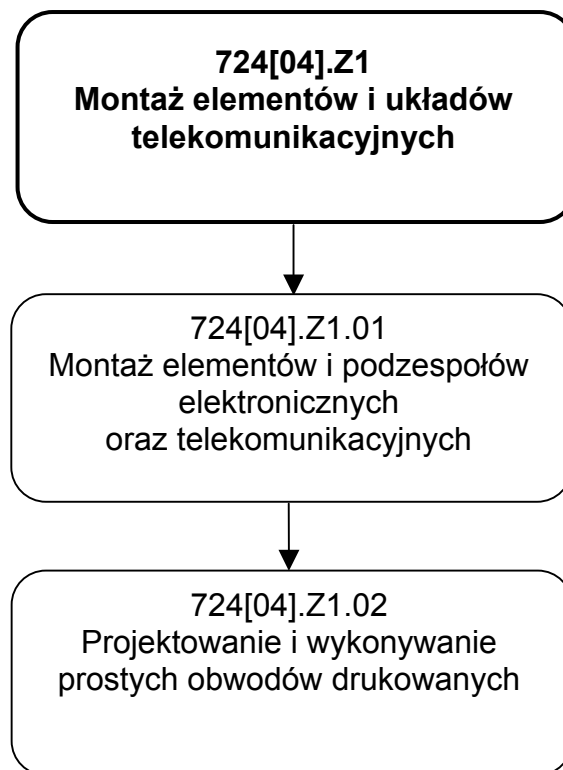 724[04].Z1
Montaż elementów i układów
telekomunikacyjnych
724[04].Z1.01
Montaż elementów i podzespołów
elektronicznych
oraz telekomunikacyjnych
724[04].Z1.02
Projektowanie i wykonywanie
prostych obwodów drukowanych